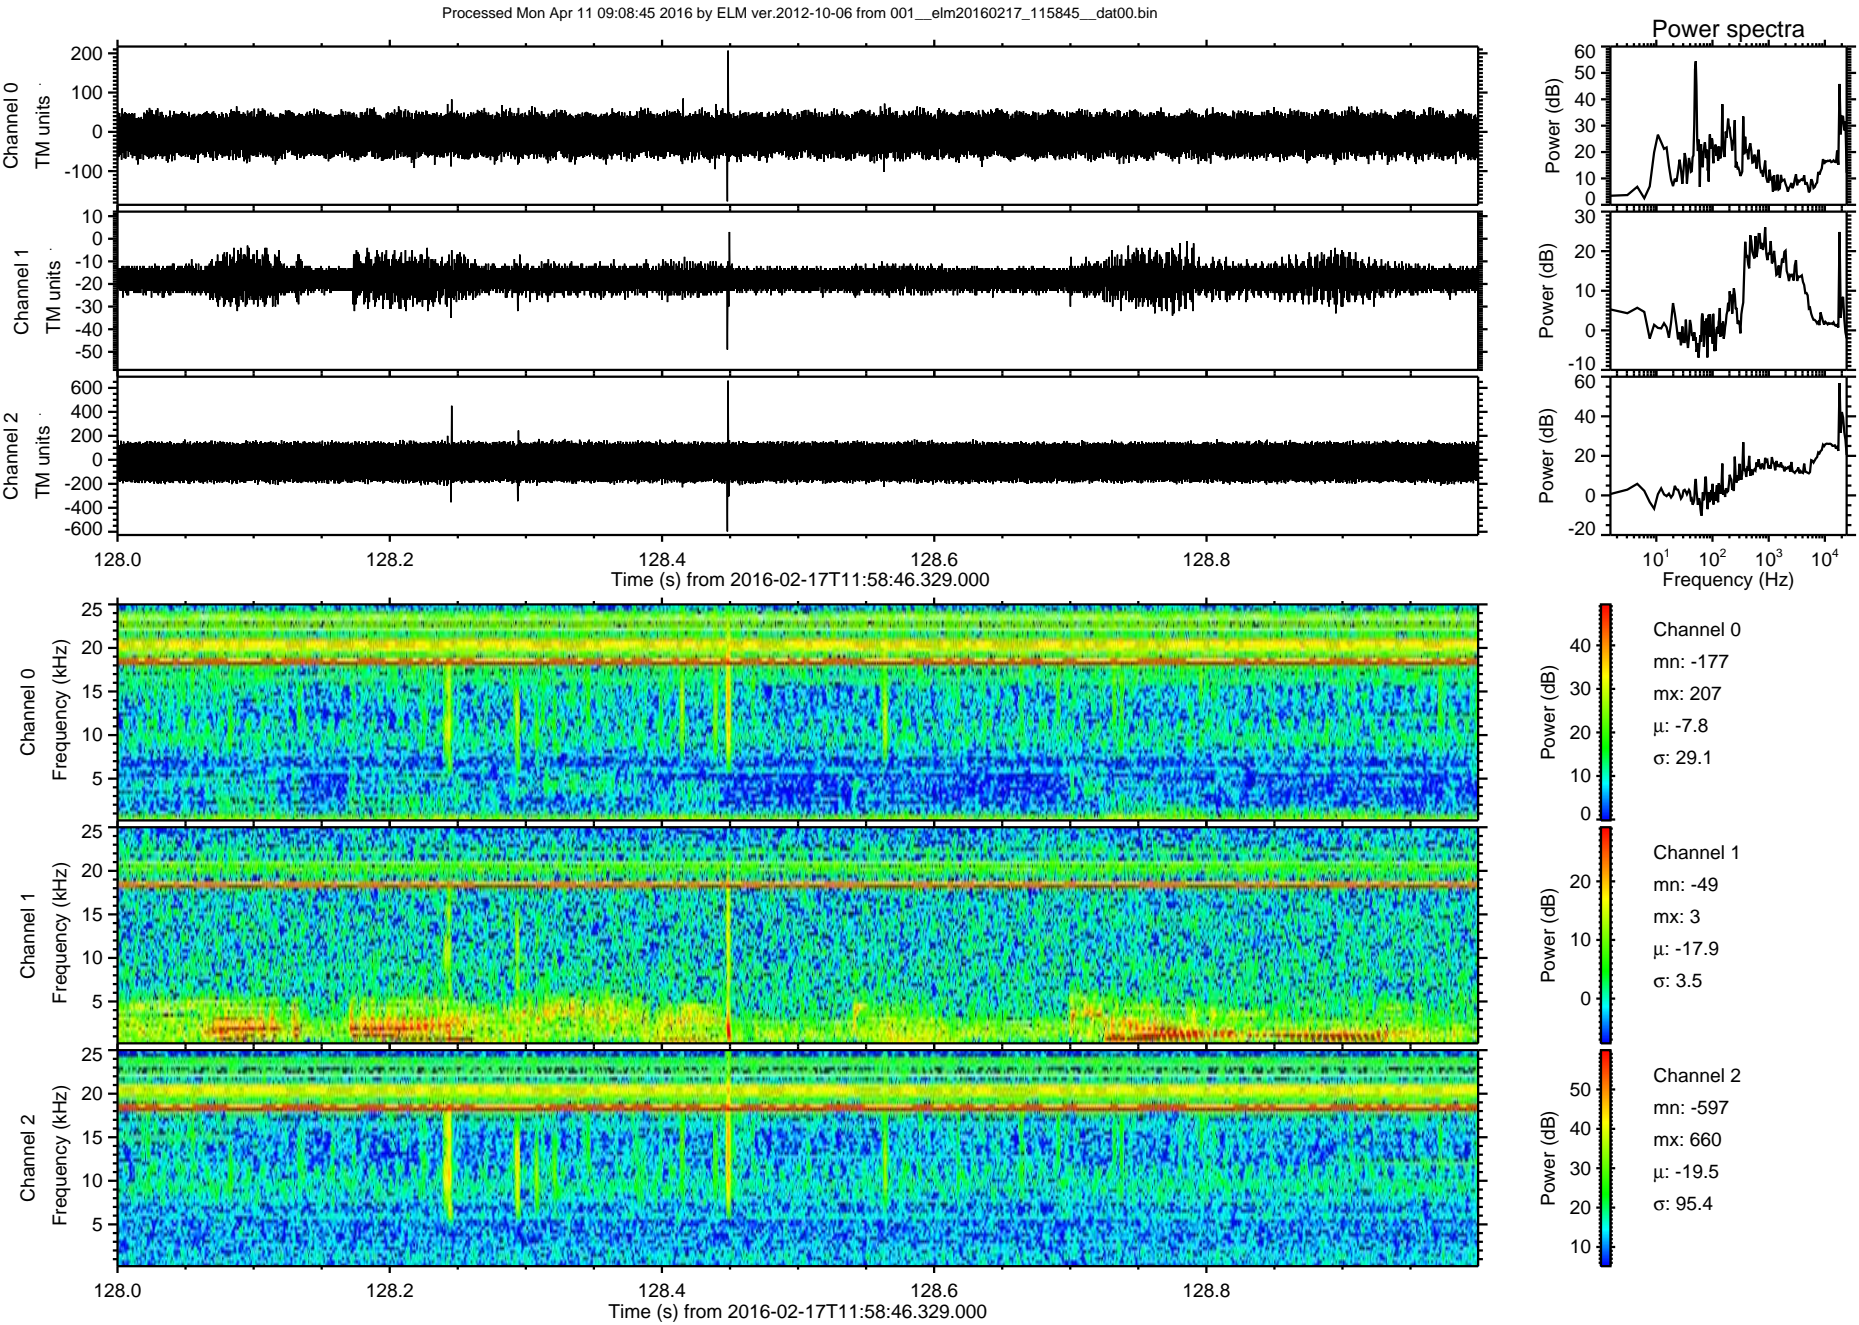 Processed Mon Apr 11 09:08:45 2016 by ELM ver.2012-10-06 from 001__elm20160217_115845__dat00.bin
Power spectra
Channel 0
TM units
200
100
0
-100
Power (dB)
60
50
40
30
20
10
0
Channel 1
TM units
10
0
-10
-20
-30
-40
-50
Power (dB)
30
20
10
0
-10
Channel 2
TM units
600
400
200
0
-200
-400
-600
Power (dB)
60
40
20
0
-20
128.0 128.2 128.4 128.6 128.8
Time (s) from 2016-02-17T11:58:46.329.000
10¹ 10² 10³ 10⁴
Frequency (Hz)
Channel 0
Frequency (kHz)
25
20
15
10
5
Power (dB)
40
30
20
10
0
Channel 0
mn: -177
mx: 207
μ: -7.8
σ: 29.1
Channel 1
Frequency (kHz)
25
20
15
10
5
Power (dB)
20
10
0
Channel 1
mn: -49
mx: 3
μ: -17.9
σ: 3.5
Channel 2
Frequency (kHz)
25
20
15
10
5
Power (dB)
50
40
30
20
10
Channel 2
mn: -597
mx: 660
μ: -19.5
σ: 95.4
128.0 128.2 128.4 128.6 128.8
Time (s) from 2016-02-17T11:58:46.329.000